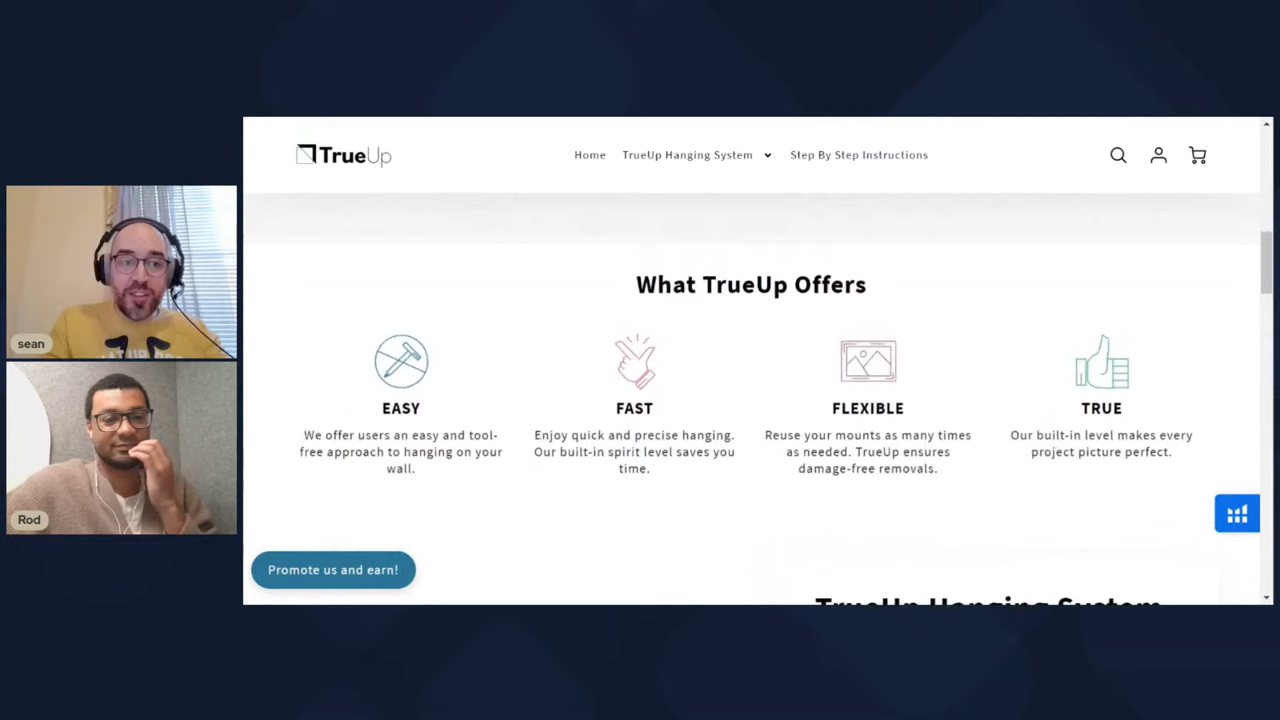 TrueUp
Home
TrueUp Hanging System
Step By Step Instructions
What TrueUp Offers
EASY
We offer users an easy and tool-
free approach to hanging on your
wall.
FAST
Enjoy quick and precise hanging.
Our built-in spirit level saves you
time.
FLEXIBLE
Reuse your mounts as many times
as needed. TrueUp ensures
damage-free removals.
TRUE
Our built-in level makes every
project picture perfect.
Promote us and earn!
TrueUp Hanging System
sean
Rod